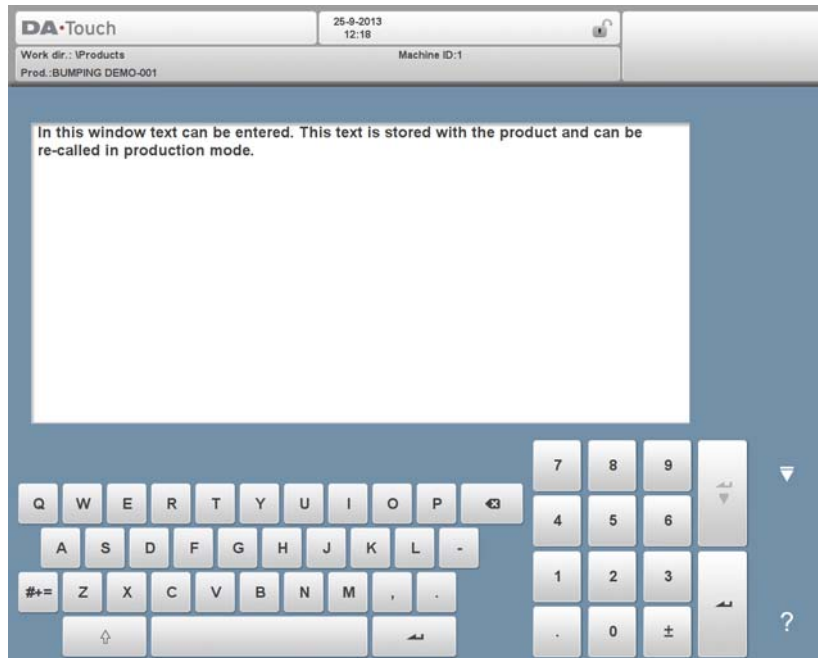 DA•Touch
25-9-2013
12:18
Work dir.: \Products
Machine ID:1
Prod.:BUMPING DEMO-001
In this window text can be entered. This text is stored with the product and can be
re-called in production mode.
7 8 9
Q W E R T Y U I O P
4 5 6
A S D F G H J K L -
1 2 3
#+= Z X C V B N M , .
. 0 ±
?